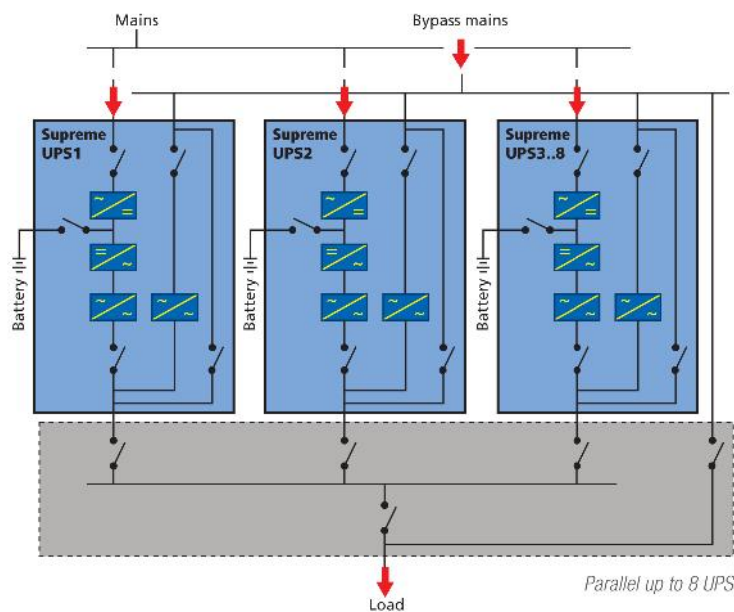 Mains
Bypass mains
Supreme
UPS1
Supreme
UPS2
Supreme
UPS3..8
~
=
~
=
~
=
=
~
=
~
=
~
Battery
Battery
Battery
~
~
~
~
~
~
~
~
~
~
~
~
Parallel up to 8 UPS
Load